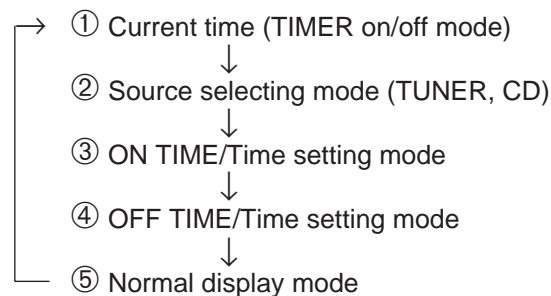 ① Current time (TIMER on/off mode)
② Source selecting mode (TUNER, CD)
③ ON TIME/Time setting mode
④ OFF TIME/Time setting mode
⑤ Normal display mode